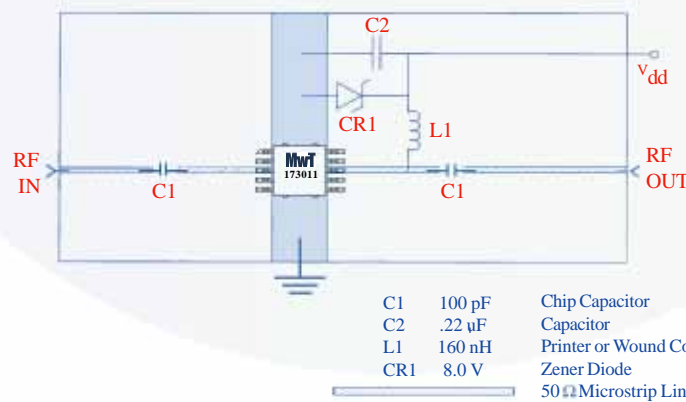 C2
Vdd
CR1
L1
RF
IN
C1
MwT
173011
C1
RF
OUT
C1 100 pF Chip Capacitor
C2 .22 µF Capacitor
L1 160 nH Printer or Wound Co
CR1 8.0 V Zener Diode
50 Ω Microstrip Lin